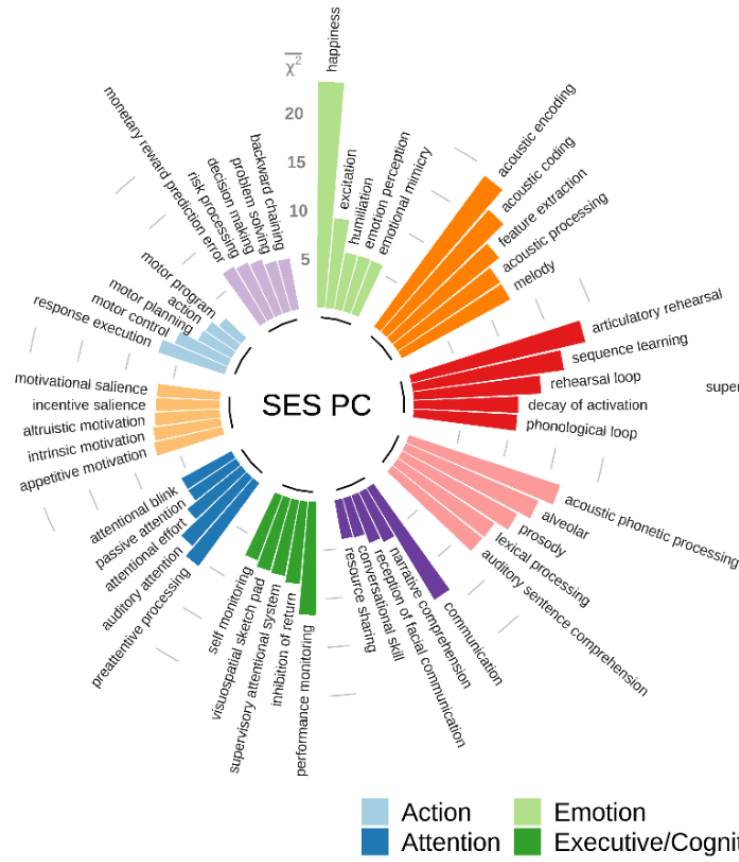 happiness
χ²
20
15
10
5
excitation
humiliation
emotion perception
emotional mimicry
acoustic encoding
acoustic coding
feature extraction
acoustic processing
melody
articulatory rehearsal
sequence learning
rehearsal loop
decay of activation
phonological loop
super
acoustic phonetic processing
alveolar
prosody
lexical processing
auditory sentence comprehension
communication
narrative comprehension
reception of facial communication
conversational skill
resource sharing
performance monitoring
inhibition of return
supervisory attentional system
visuospatial sketch pad
self monitoring
preattentive processing
auditory attention
attentional effort
passive attention
attentional blink
appetitive motivation
intrinsic motivation
altruistic motivation
incentive salience
motivational salience
response execution
motor control
motor planning
action
motor program
monetary reward prediction error
risk processing
decision making
problem solving
backward chaining
SES PC
Action
Emotion
Attention
Executive/Cognit